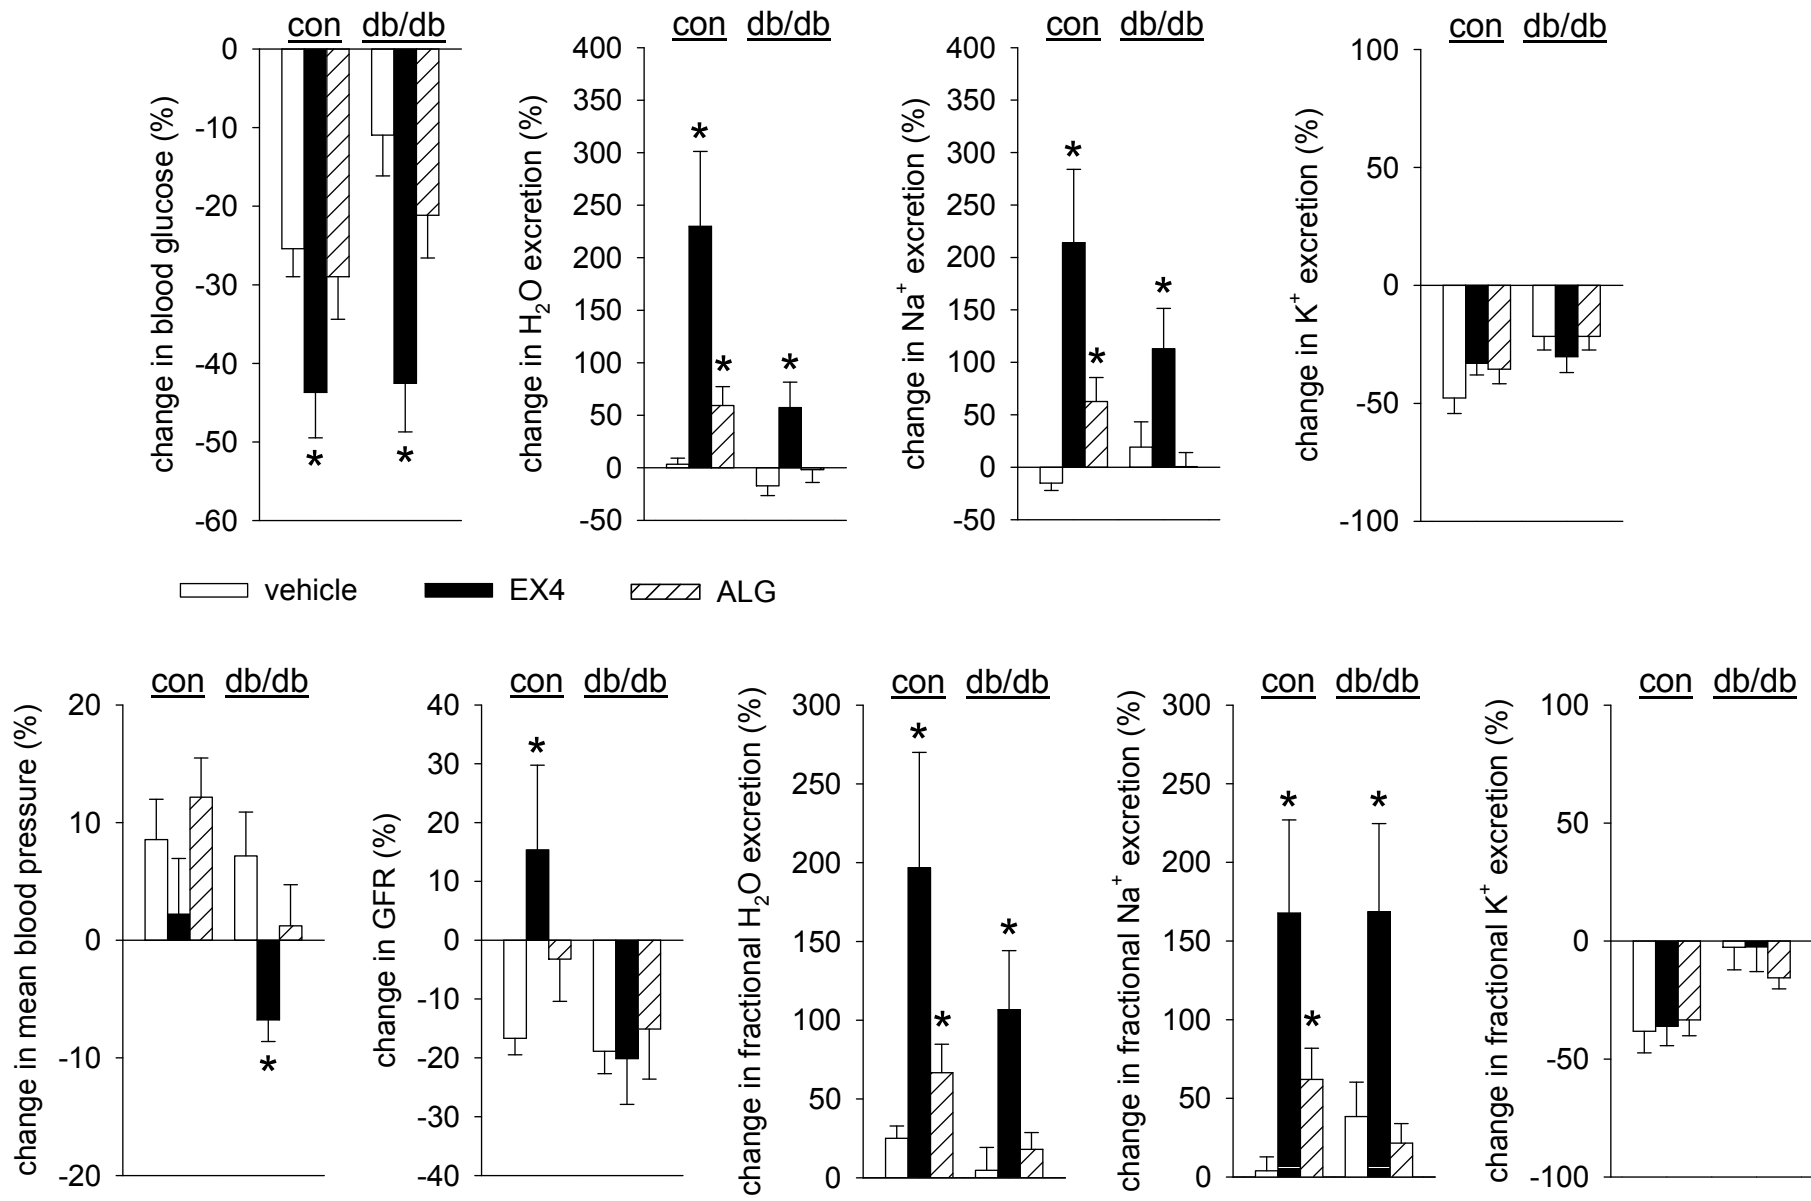 con db/db
change in blood glucose (%)
0
-10
-20
-30
-40
-50
-60
* *
con db/db
change in H2O excretion (%)
400
350
300
250
200
150
100
50
0
-50
* * *
con db/db
change in Na+ excretion (%)
400
350
300
250
200
150
100
50
0
-50
* * *
con db/db
change in K+ excretion (%)
100
50
0
-50
-100
vehicle EX4 ALG
con db/db
change in mean blood pressure (%)
20
10
0
-10
-20
*
con db/db
change in GFR (%)
40
30
20
10
0
-10
-20
-30
-40
*
con db/db
change in fractional H2O excretion (%)
300
250
200
150
100
50
0
* * *
con db/db
change in fractional Na+ excretion (%)
300
250
200
150
100
50
0
* * *
con db/db
change in fractional K+ excretion (%)
100
50
0
-50
-100